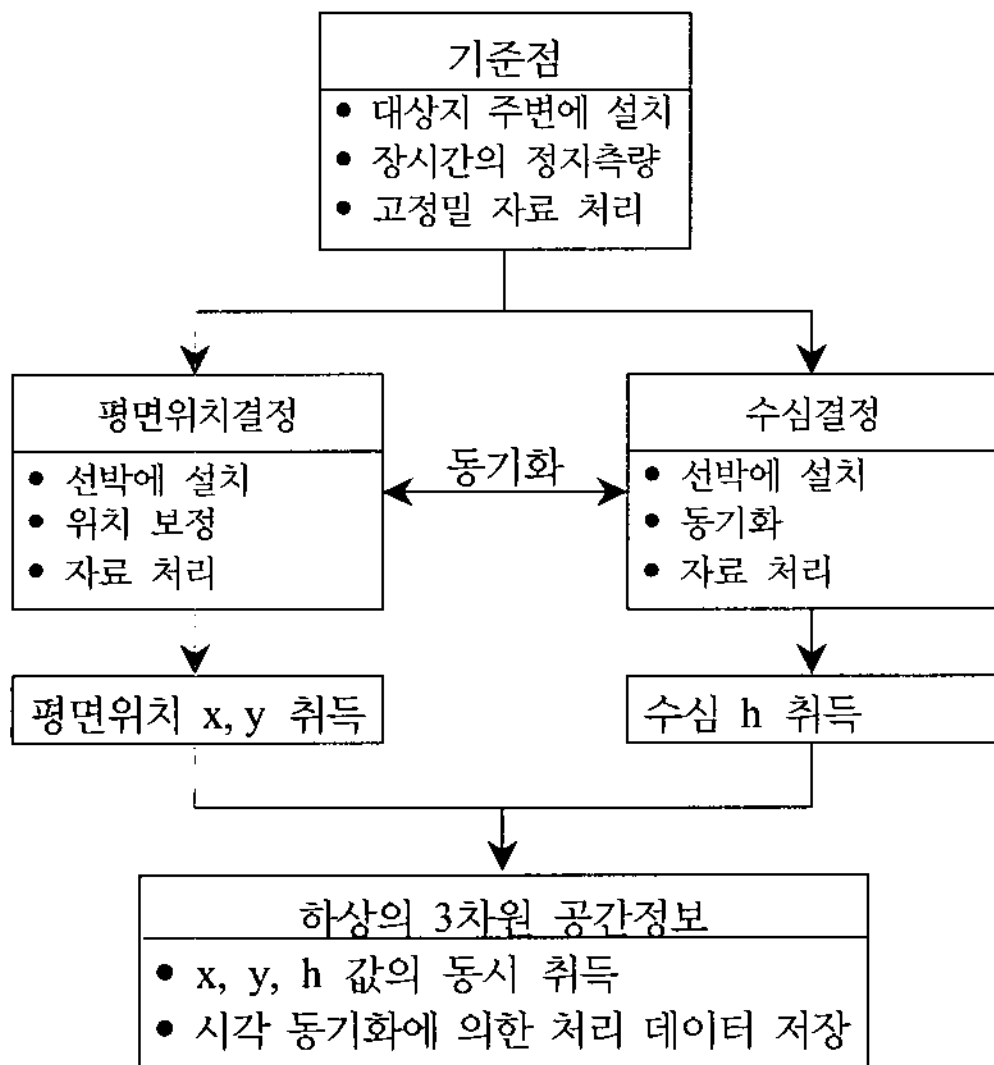 기준점
• 대상지 주변에 설치
• 장시간의 정지측량
• 고정밀 자료 처리
평면위치결정
• 선박에 설치
• 위치 보정
• 자료 처리
동기화
수심결정
• 선박에 설치
• 동기화
• 자료 처리
평면위치 x, y 취득
수심 h 취득
하상의 3차원 공간정보
• x, y, h 값의 동시 취득
• 시각 동기화에 의한 처리 데이터 저장